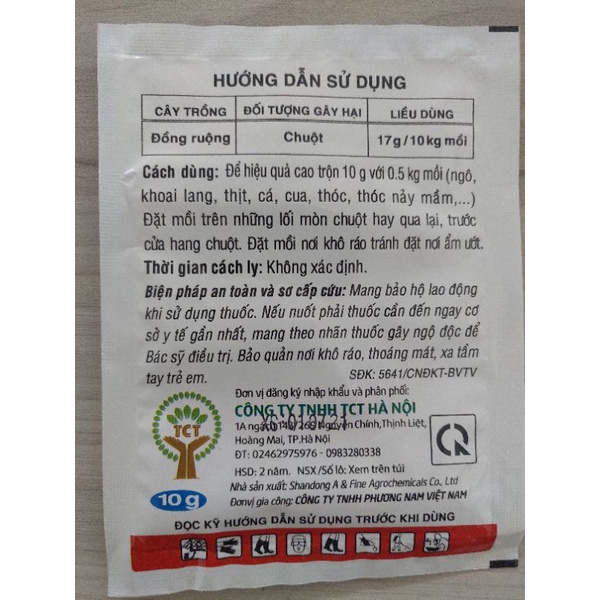 HƯỚNG DẪN SỬ DỤNG
CÂY TRỒNG ĐỐI TƯỢNG GÂY HẠI LIỀU DÙNG
Đồng ruộng Chuột 17g/10kg mồi
Cách dùng: Để hiệu quả cao trộn 10 g với 0.5 kg mồi (ngô,
khoai lang, thịt, cá, cua, thóc, thóc nảy mầm,...)
Đặt mồi trên những lối mòn chuột hay qua lại, trước
cửa hang chuột. Đặt mồi nơi khô ráo tránh đặt nơi ẩm ướt.
Thời gian cách ly: Không xác định.
Biện pháp an toàn và sơ cấp cứu: Mang bảo hộ lao động
khi sử dụng thuốc. Nếu nuốt phải thuốc cần đến ngay cơ
sở y tế gần nhất, mang theo nhãn thuốc gây ngộ độc để
Bác sỹ điều trị. Bảo quản nơi khô ráo, thoáng mát, xa tầm
tay trẻ em. SĐK: 5641/CNĐKT-BVTV
Đơn vị đăng ký nhập khẩu và phân phối:
CÔNG TY TNHH TCT HÀ NỘI
Nguyễn Chính,Thịnh Liệt,
Hoàng Mai, TP.Hà Nội
ĐT: 02462975976 - 0983280338
TCT
HSD: 2 năm. NSX/Số lô: Xem trên túi
Nhà sản xuất: Shandong A & Fine Agrochemicals Co., Ltd
10g
Đơn vị gia công: CÔNG TY TNHH PHƯƠNG NAM VIỆT NAM
ĐỌC KỸ HƯỚNG DẪN SỬ DỤNG TRƯỚC KHI DÙNG